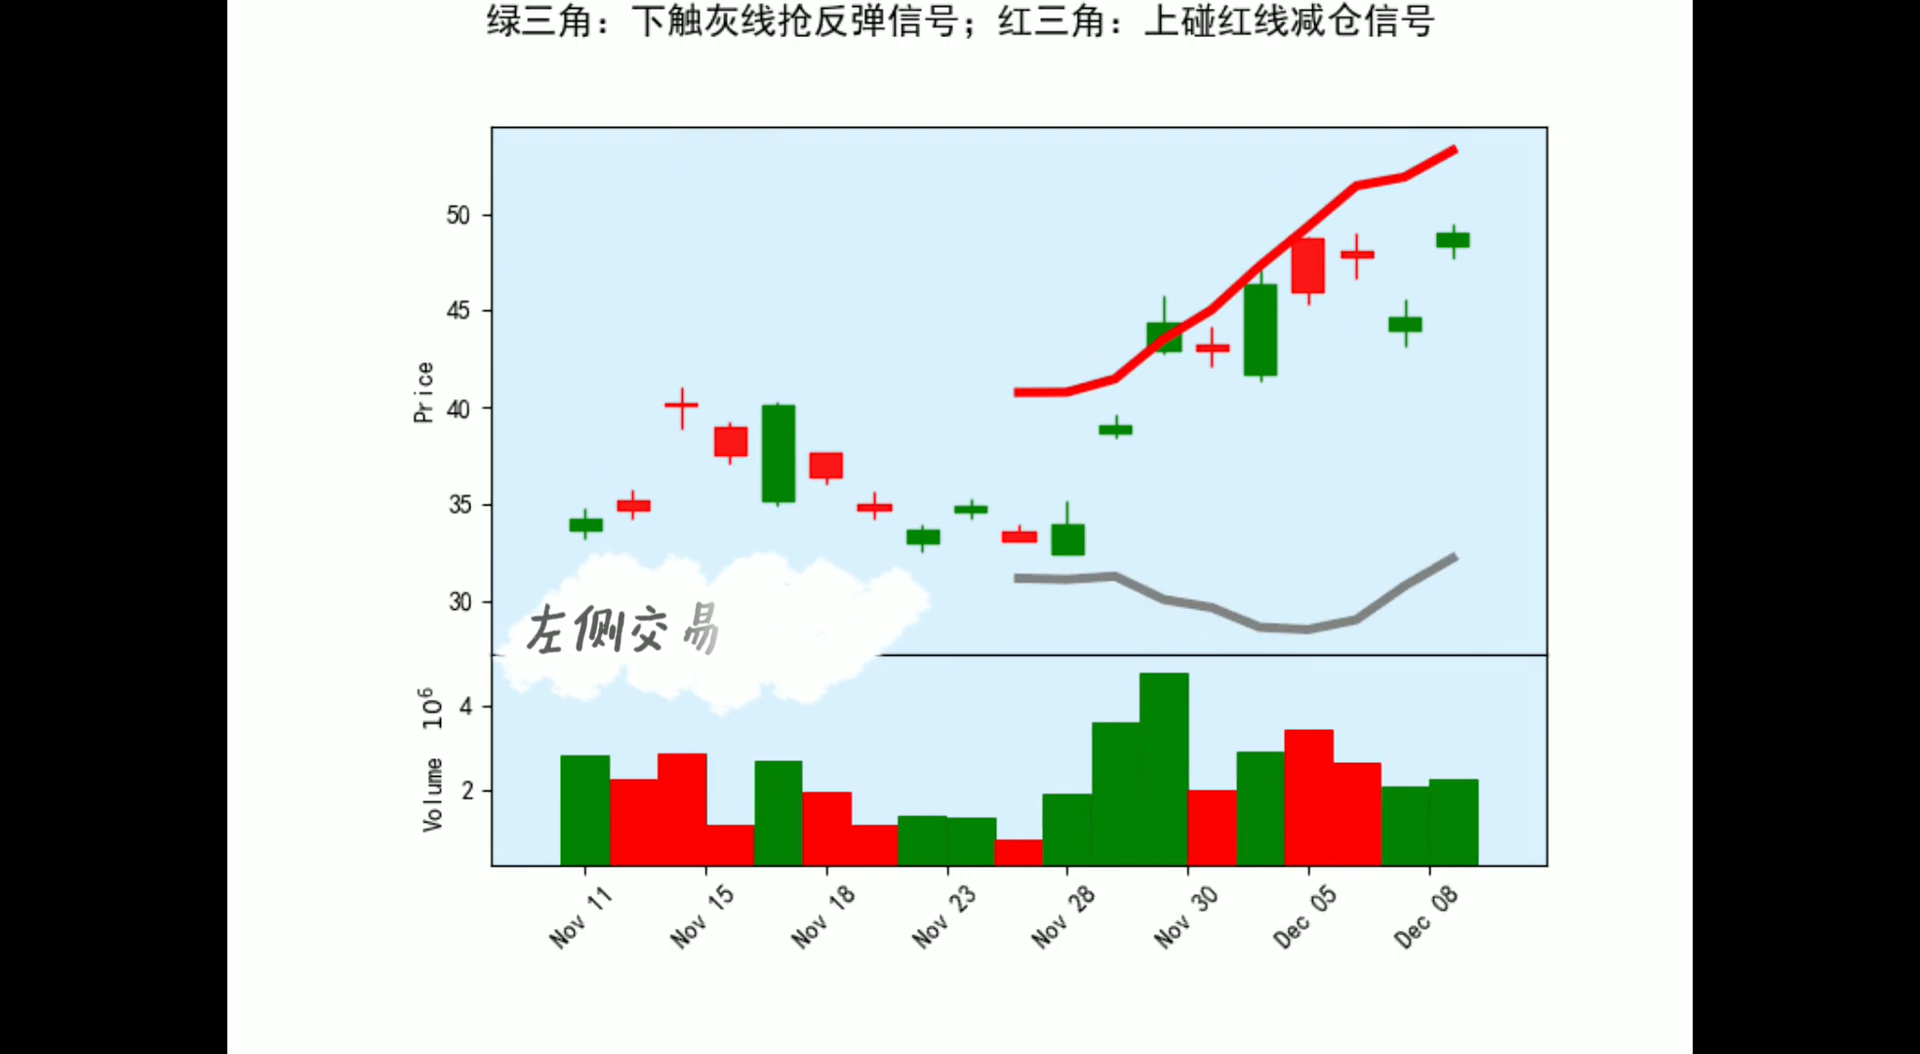 绿三角：下触灰线抢反弹信号；红三角：上碰红线减仓信号
50
45
40
35
30
Price
左侧交易
4
2
Volume 10⁶
Nov 11
Nov 15
Nov 18
Nov 23
Nov 28
Nov 30
Dec 05
Dec 08